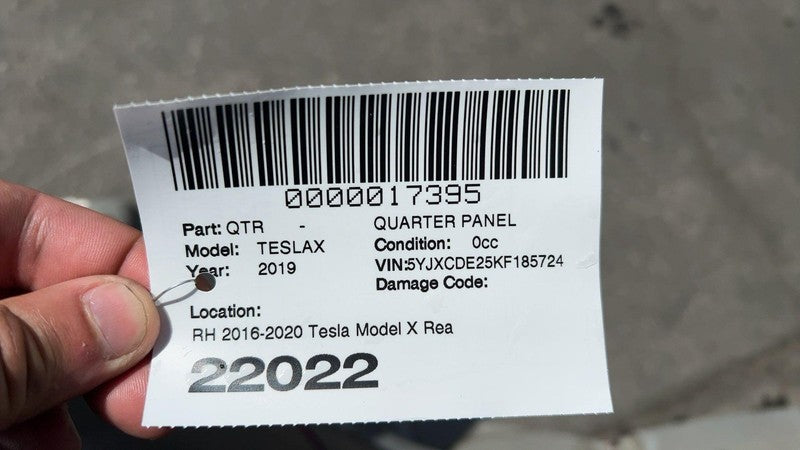 0000017395
Part: QTR - QUARTER PANEL
Model: TESLAX Condition: 0cc
Year: 2019 VIN:5YJXCDE25KF185724
Damage Code:
Location:
RH 2016-2020 Tesla Model X Rea
22022